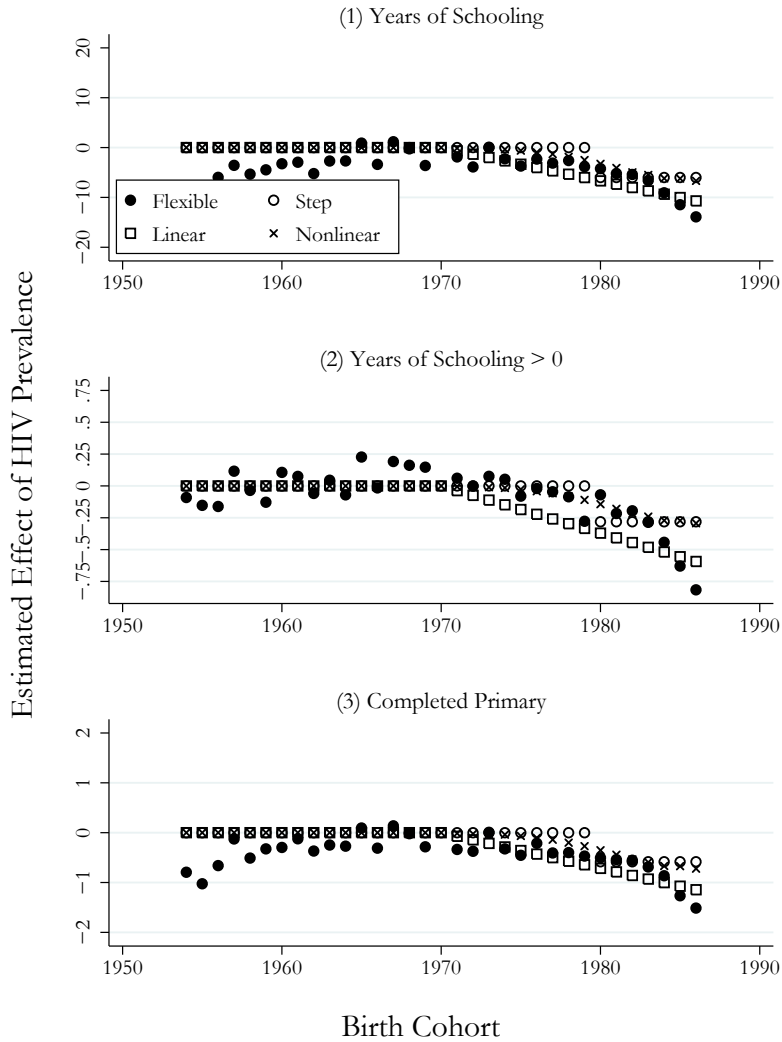 Estimated Effect of HIV Prevalence
(1) Years of Schooling
20
10
0
−10
−20
Flexible Step
Linear Nonlinear
1950 1960 1970 1980 1990
(2) Years of Schooling > 0
.75
.5
.25
0
−.25
−.5
−.75
1950 1960 1970 1980 1990
(3) Completed Primary
2
1
0
−1
−2
1950 1960 1970 1980 1990
Birth Cohort